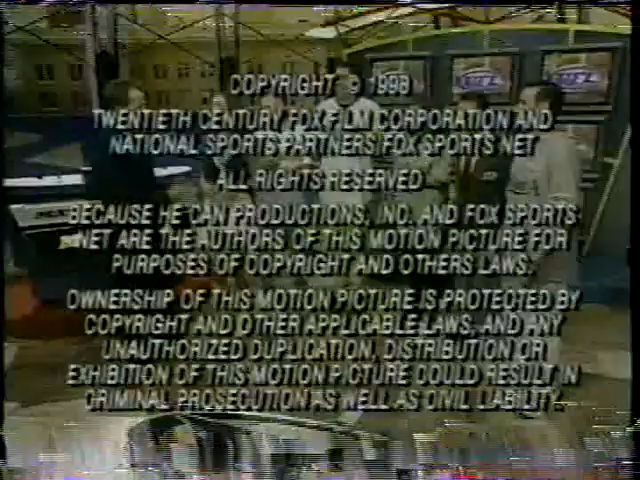 COPYRIGHT © 1998
TWENTIETH CENTURY FOX FILM CORPORATION AND
NATIONAL SPORTS PARTNERS/FOX SPORTS NET
ALL RIGHTS RESERVED
BECAUSE HE CAN PRODUCTIONS, INC. AND FOX SPORTS
NET ARE THE AUTHORS OF THIS MOTION PICTURE FOR
PURPOSES OF COPYRIGHT AND OTHERS LAWS.
OWNERSHIP OF THIS MOTION PICTURE IS PROTECTED BY
COPYRIGHT AND OTHER APPLICABLE LAWS, AND ANY
UNAUTHORIZED DUPLICATION, DISTRIBUTION OR
EXHIBITION OF THIS MOTION PICTURE COULD RESULT IN
CRIMINAL PROSECUTION AS WELL AS CIVIL LIABILITY.